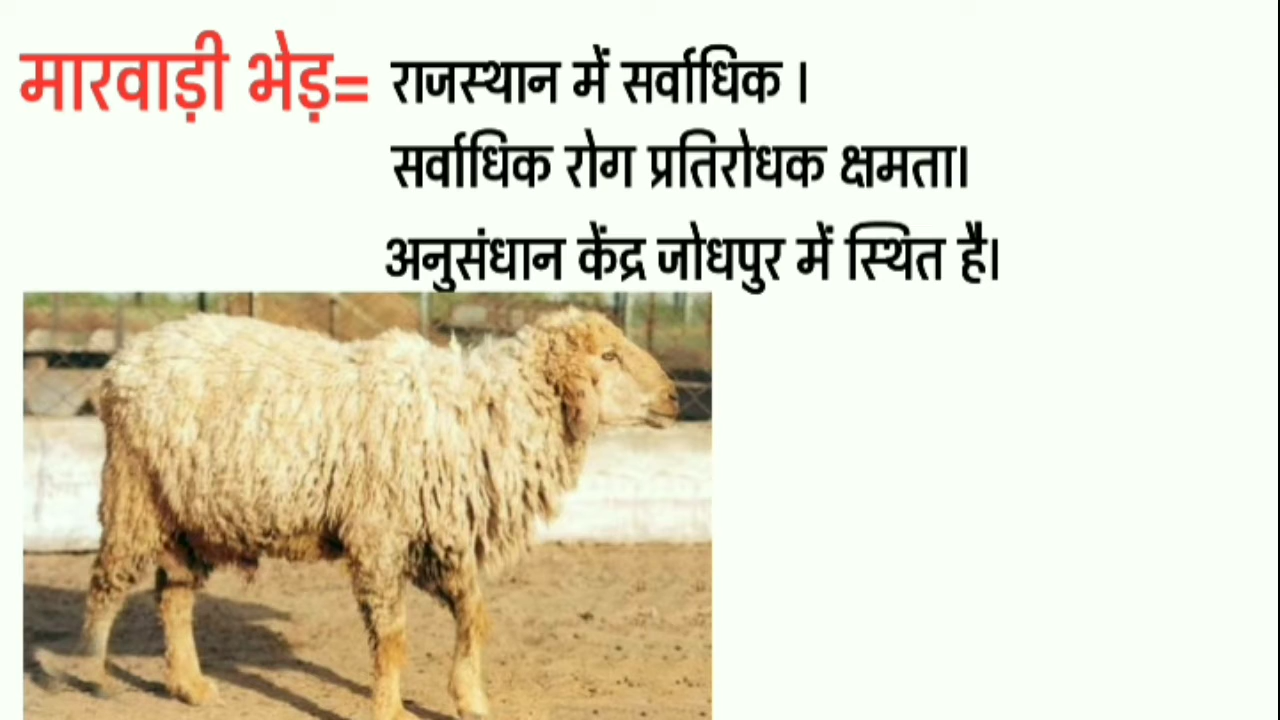 मारवाड़ी भेड़= राजस्थान में सर्वाधिक ।
सर्वाधिक रोग प्रतिरोधक क्षमता।
अनुसंधान केंद्र जोधपुर में स्थित है।